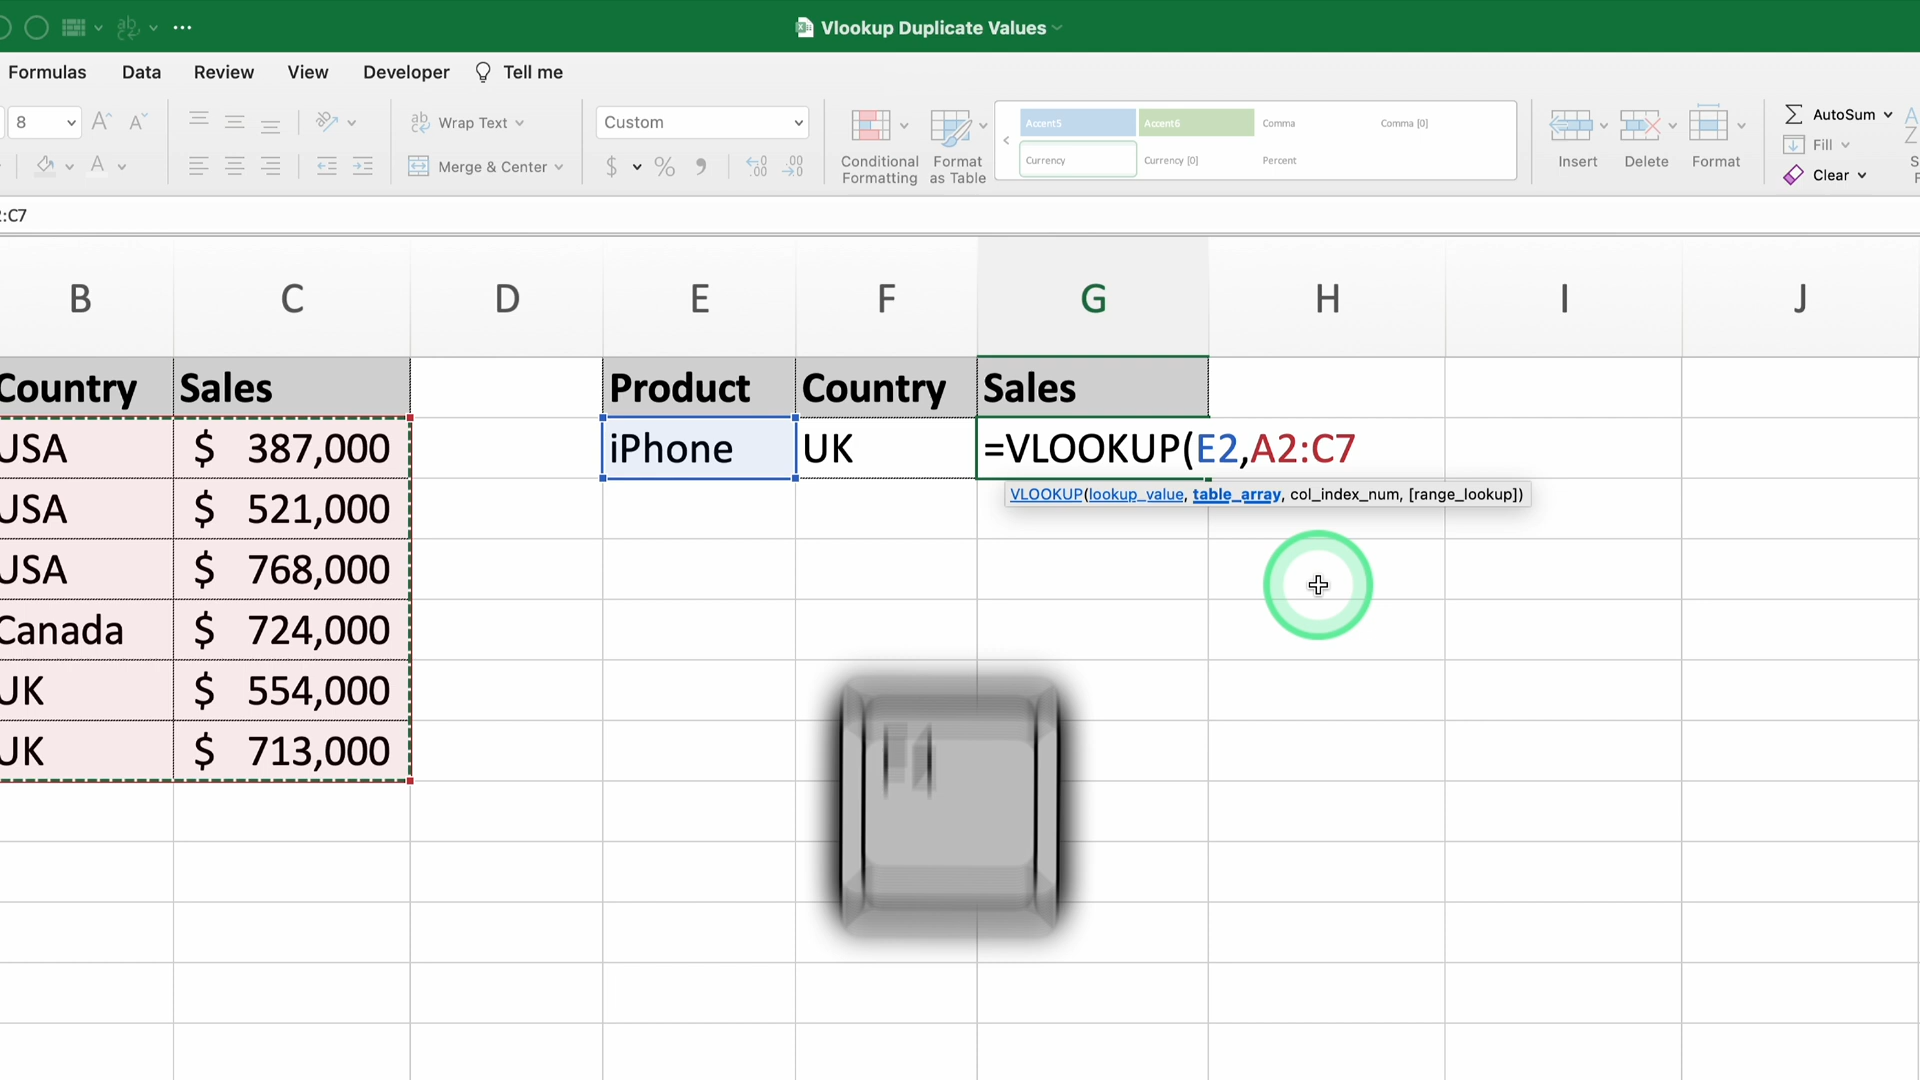 Vlookup Duplicate Values
Formulas Data Review View Developer Tell me
8 Wrap Text Custom
Accent5 Accent6 Comma Comma [0]
Currency Currency [0] Percent
Merge & Center
$ % 
Conditional Formatting
Format as Table
Insert Delete Format
AutoSum
Fill
Clear
:C7
B C D E F G H I J
Country Sales Product Country Sales
USA $ 387,000 iPhone UK =VLOOKUP(E2,A2:C7
VLOOKUP(lookup_value, table_array, col_index_num, [range_lookup])
USA $ 521,000
USA $ 768,000
Canada $ 724,000
UK $ 554,000
UK $ 713,000